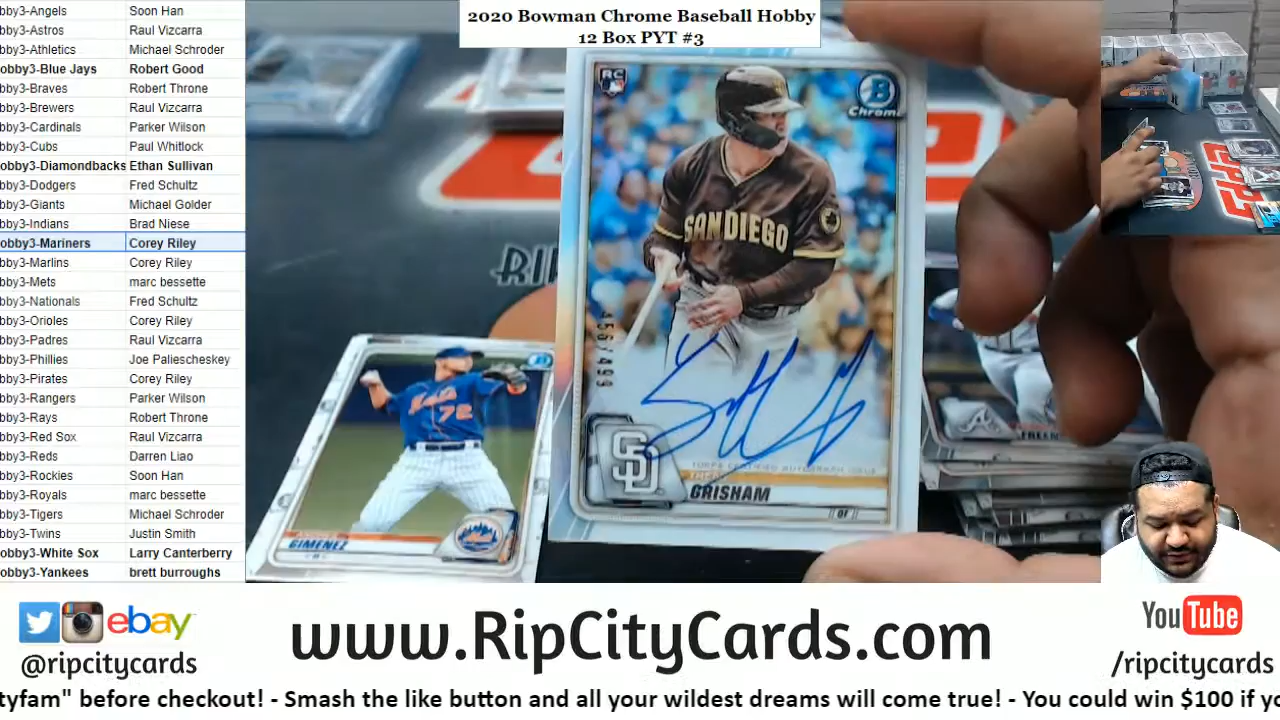 2020 Bowman Chrome Baseball Hobby
12 Box PYT #3
bby3-Angels Soon Han
bby3-Astros Raul Vizcarra
bby3-Athletics Michael Schroder
obby3-Blue Jays Robert Good
bby3-Braves Robert Throne
bby3-Brewers Raul Vizcarra
bby3-Cardinals Parker Wilson
bby3-Cubs Paul Whitlock
obby3-Diamondbacks Ethan Sullivan
bby3-Dodgers Fred Schultz
bby3-Giants Michael Golder
bby3-Indians Brad Niese
obby3-Mariners Corey Riley
bby3-Marlins Corey Riley
bby3-Mets marc bessette
bby3-Nationals Fred Schultz
bby3-Orioles Corey Riley
bby3-Padres Raul Vizcarra
bby3-Phillies Joe Paliescheskey
bby3-Pirates Corey Riley
bby3-Rangers Parker Wilson
bby3-Rays Robert Throne
bby3-Red Sox Raul Vizcarra
bby3-Reds Darren Liao
bby3-Rockies Soon Han
bby3-Royals marc bessette
bby3-Tigers Michael Schroder
bby3-Twins Justin Smith
obby3-White Sox Larry Canterberry
obby3-Yankees brett burroughs
RC
B
Chrome
SAN DIEGO
SD
TOPPS CERTIFIED AUTOGRAPH ISSUE
GRISHAM
OF
Mets
72
GIMENEZ
Mets
RIP
A
ebay
@ripcitycards
www.RipCityCards.com
YouTube
/ripcitycards
tyfam" before checkout! - Smash the like button and all your wildest dreams will come true! - You could win $100 if yo